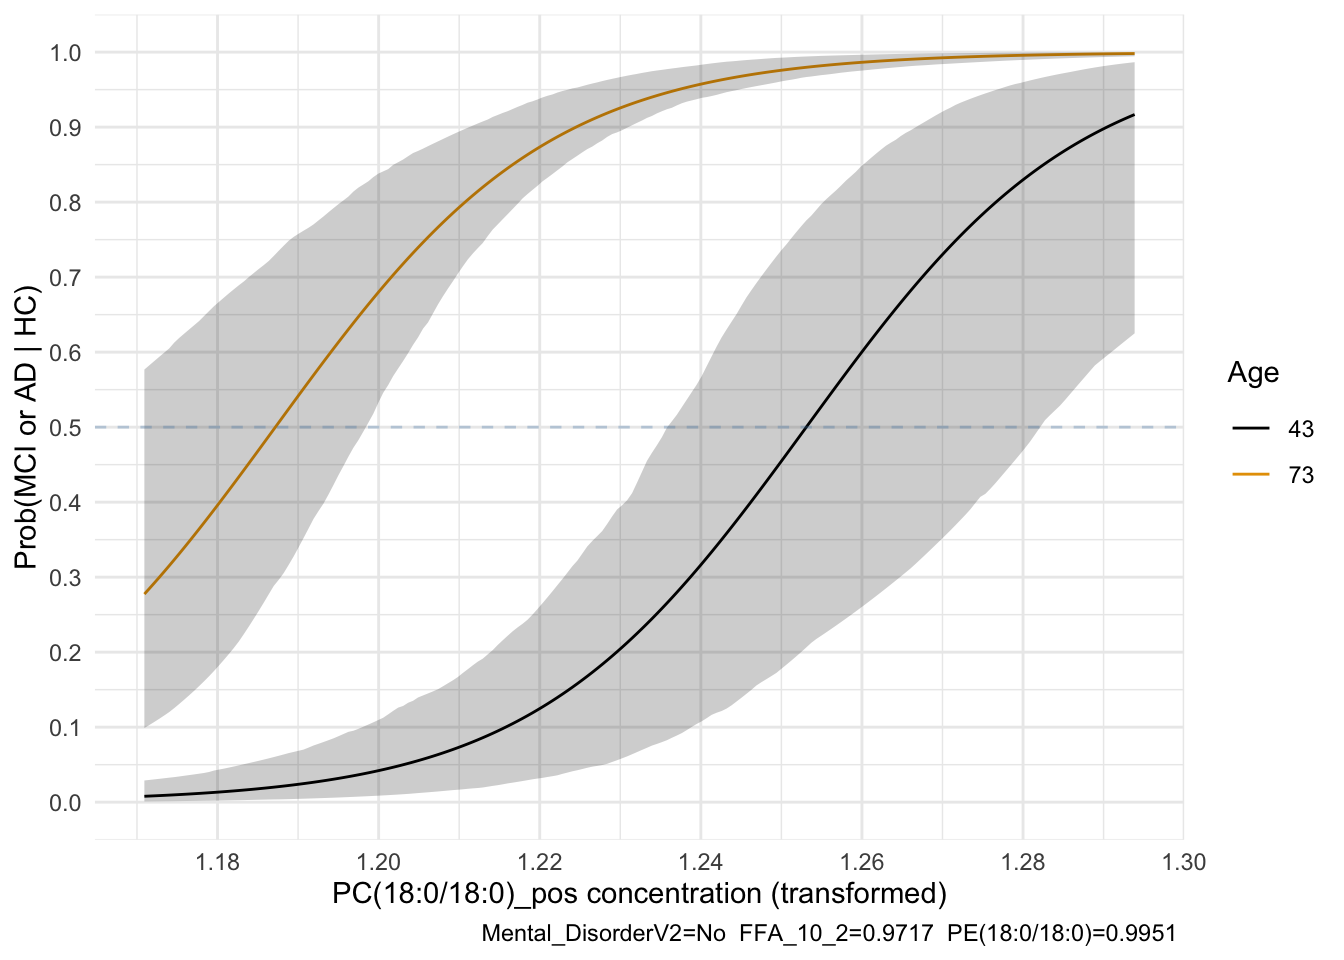 Prob(MCI or AD | HC)
1.0
0.9
0.8
0.7
0.6
0.5
0.4
0.3
0.2
0.1
0.0
1.18 1.20 1.22 1.24 1.26 1.28 1.30
PC(18:0/18:0)_pos concentration (transformed)
Mental_DisorderV2=No FFA_10_2=0.9717 PE(18:0/18:0)=0.9951
Age
43
73